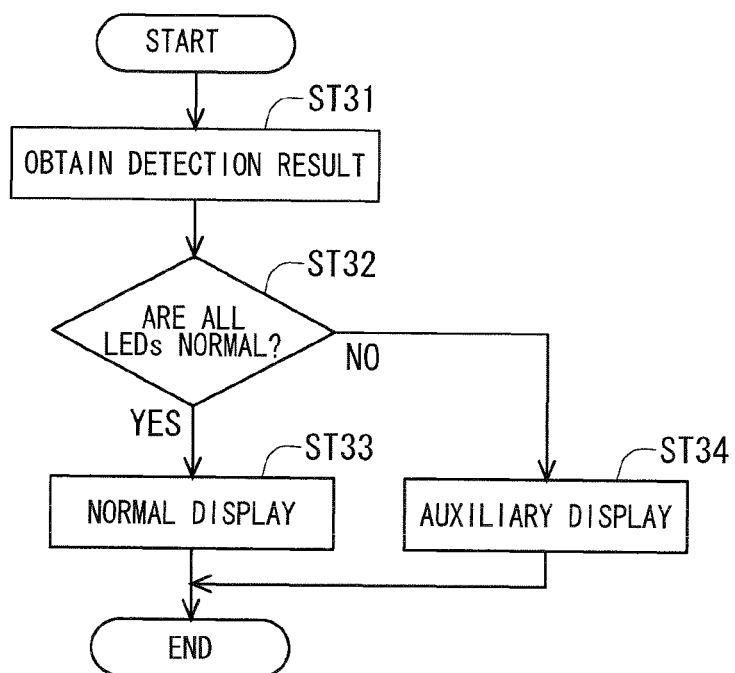 START
ST31
OBTAIN DETECTION RESULT
ST32
ARE ALL
LEDs NORMAL?
NO
YES
ST33
ST34
NORMAL DISPLAY
AUXILIARY DISPLAY
END